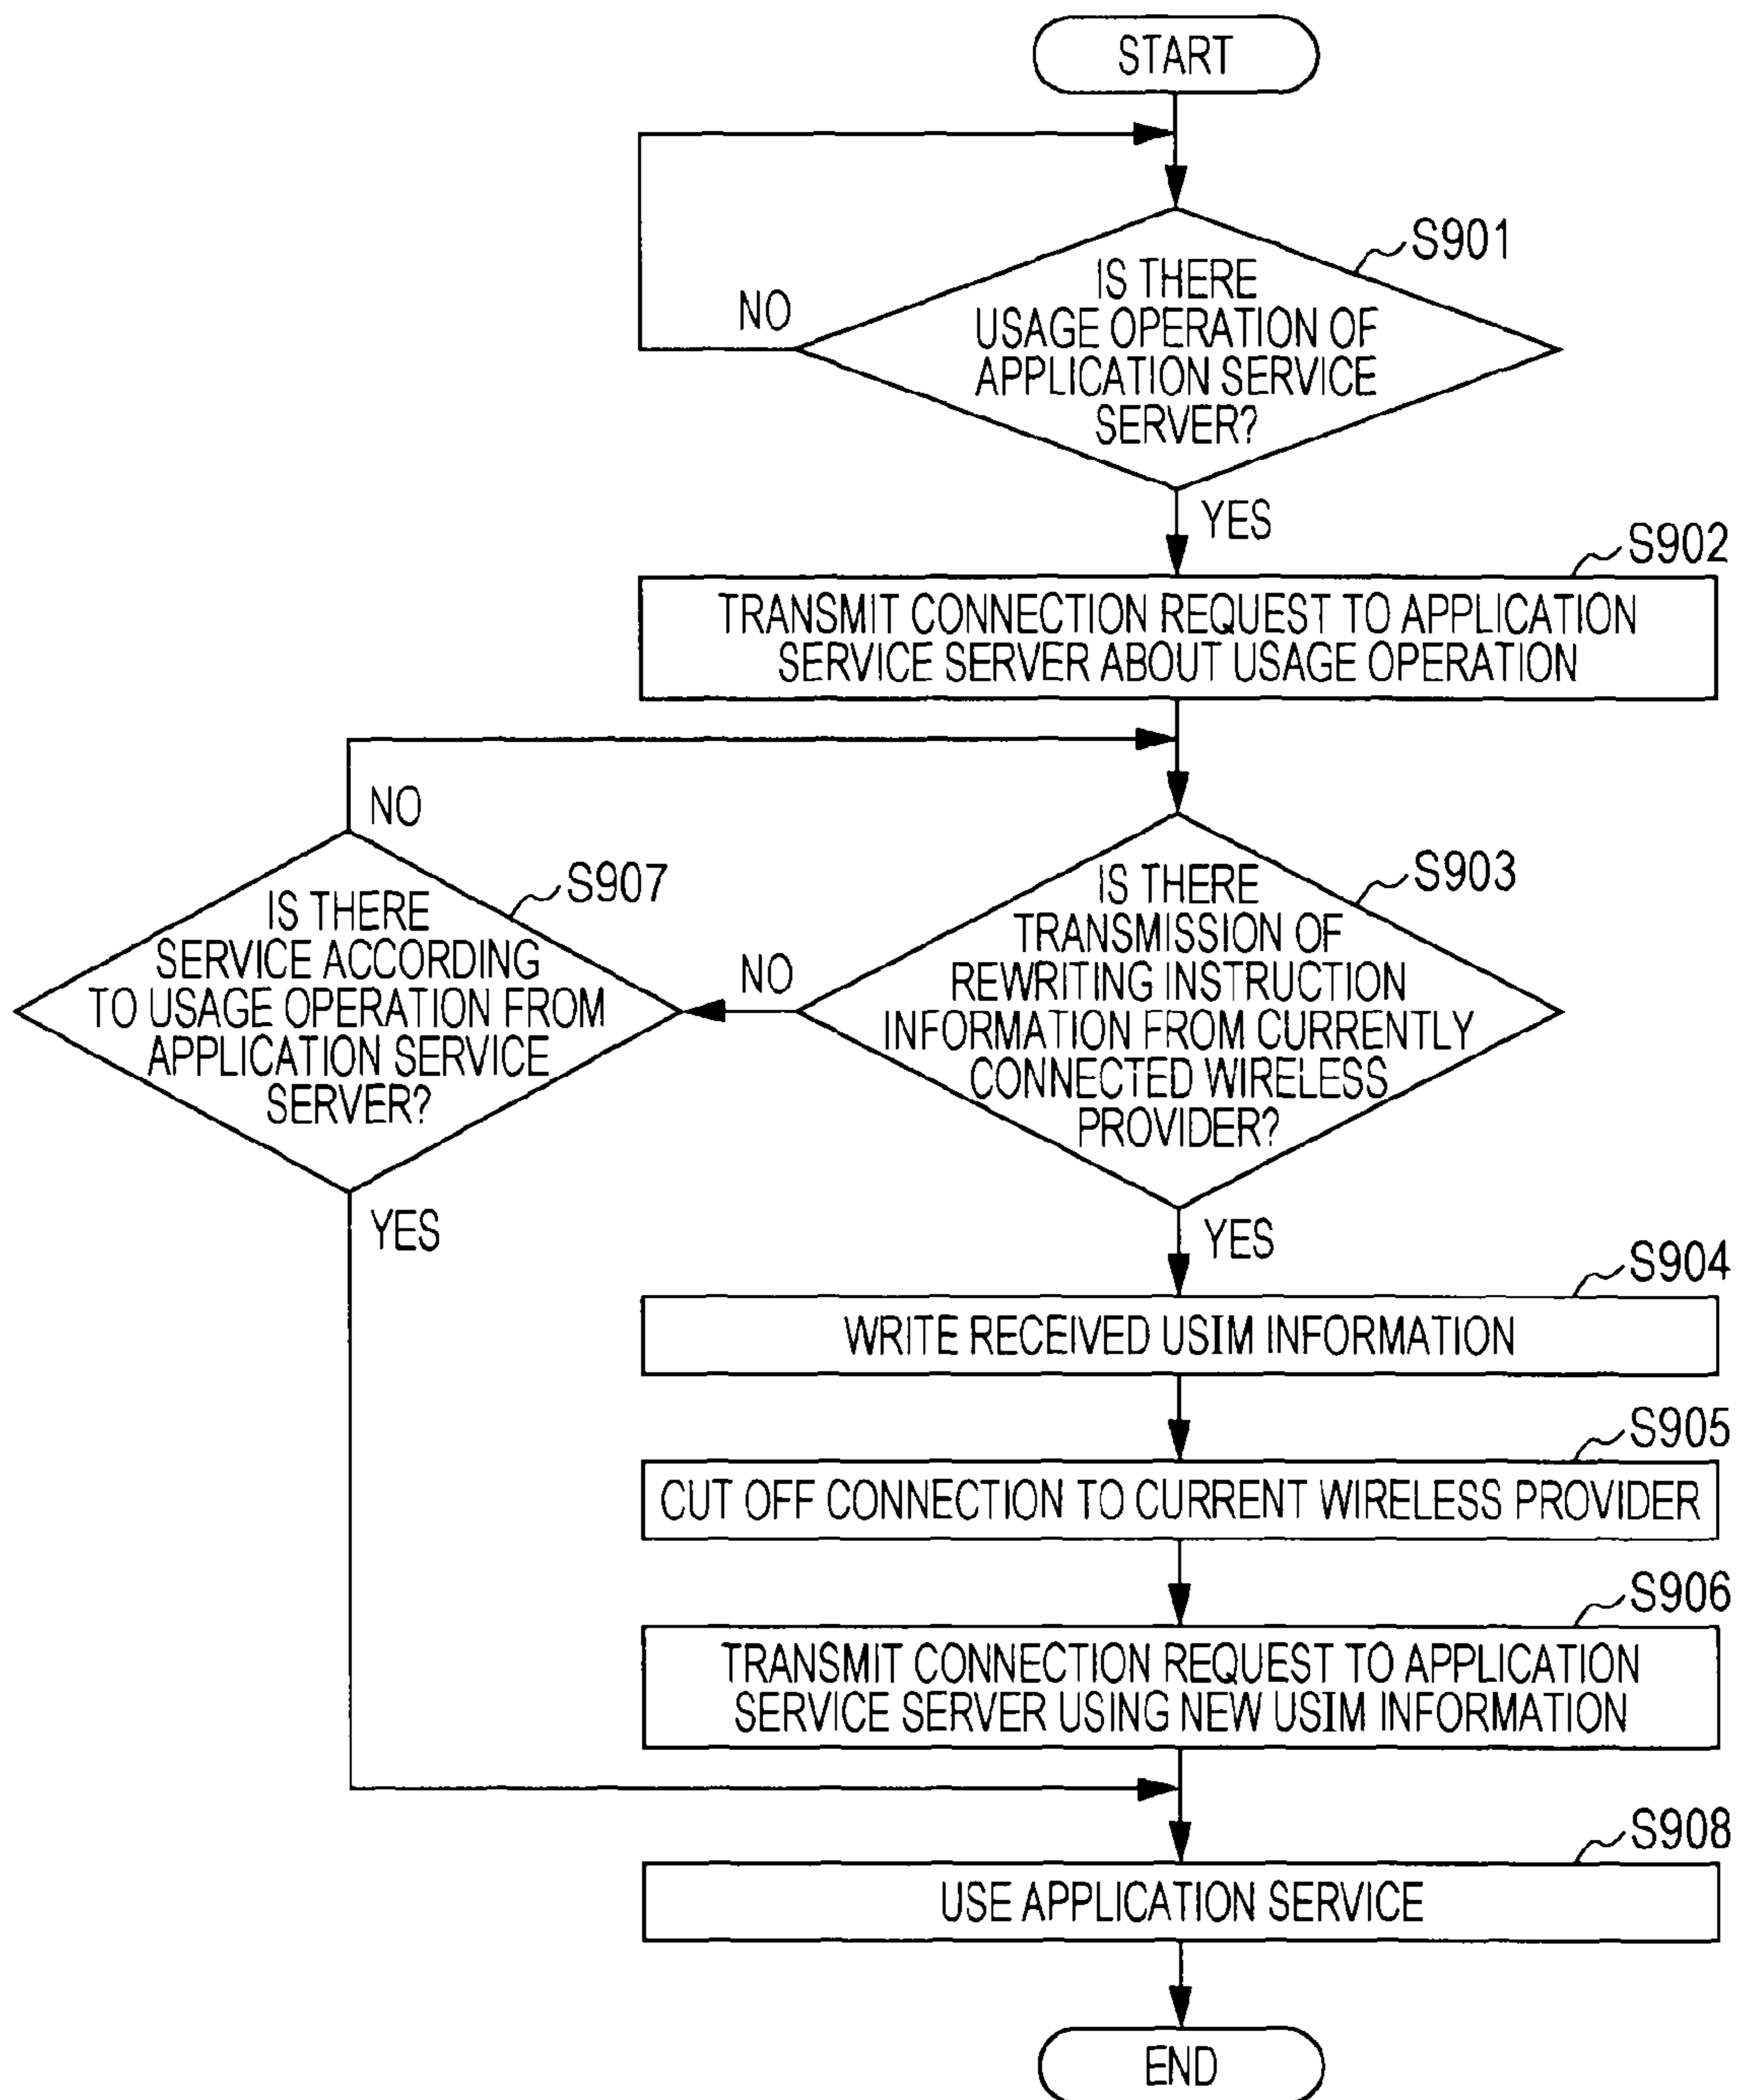 START
S901
IS THERE
USAGE OPERATION OF
APPLICATION SERVICE
SERVER?
NO
YES
S902
TRANSMIT CONNECTION REQUEST TO APPLICATION
SERVICE SERVER ABOUT USAGE OPERATION
S903
IS THERE
TRANSMISSION OF
REWRITING INSTRUCTION
INFORMATION FROM CURRENTLY
CONNECTED WIRELESS
PROVIDER?
NO
S907
IS THERE
SERVICE ACCORDING
TO USAGE OPERATION FROM
APPLICATION SERVICE
SERVER?
NO
YES
YES
S904
WRITE RECEIVED USIM INFORMATION
S905
CUT OFF CONNECTION TO CURRENT WIRELESS PROVIDER
S906
TRANSMIT CONNECTION REQUEST TO APPLICATION
SERVICE SERVER USING NEW USIM INFORMATION
S908
USE APPLICATION SERVICE
END